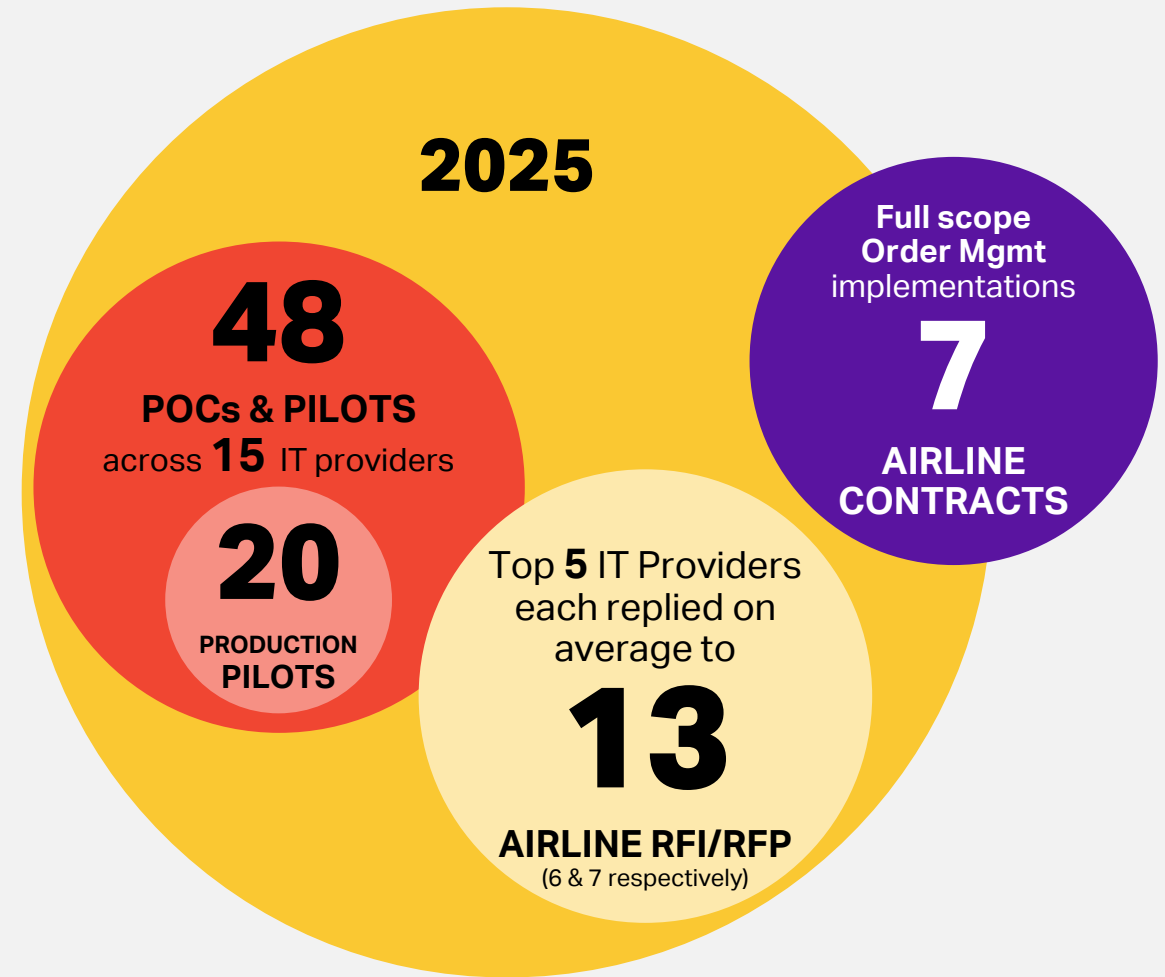 2025
48
POCs & PILOTS
across 15 IT providers
20
PRODUCTION
PILOTS
Full scope
Order Mgmt
implementations
7
AIRLINE
CONTRACTS
Top 5 IT Providers
each replied on
average to
13
AIRLINE RFI/RFP
(6 & 7 respectively)